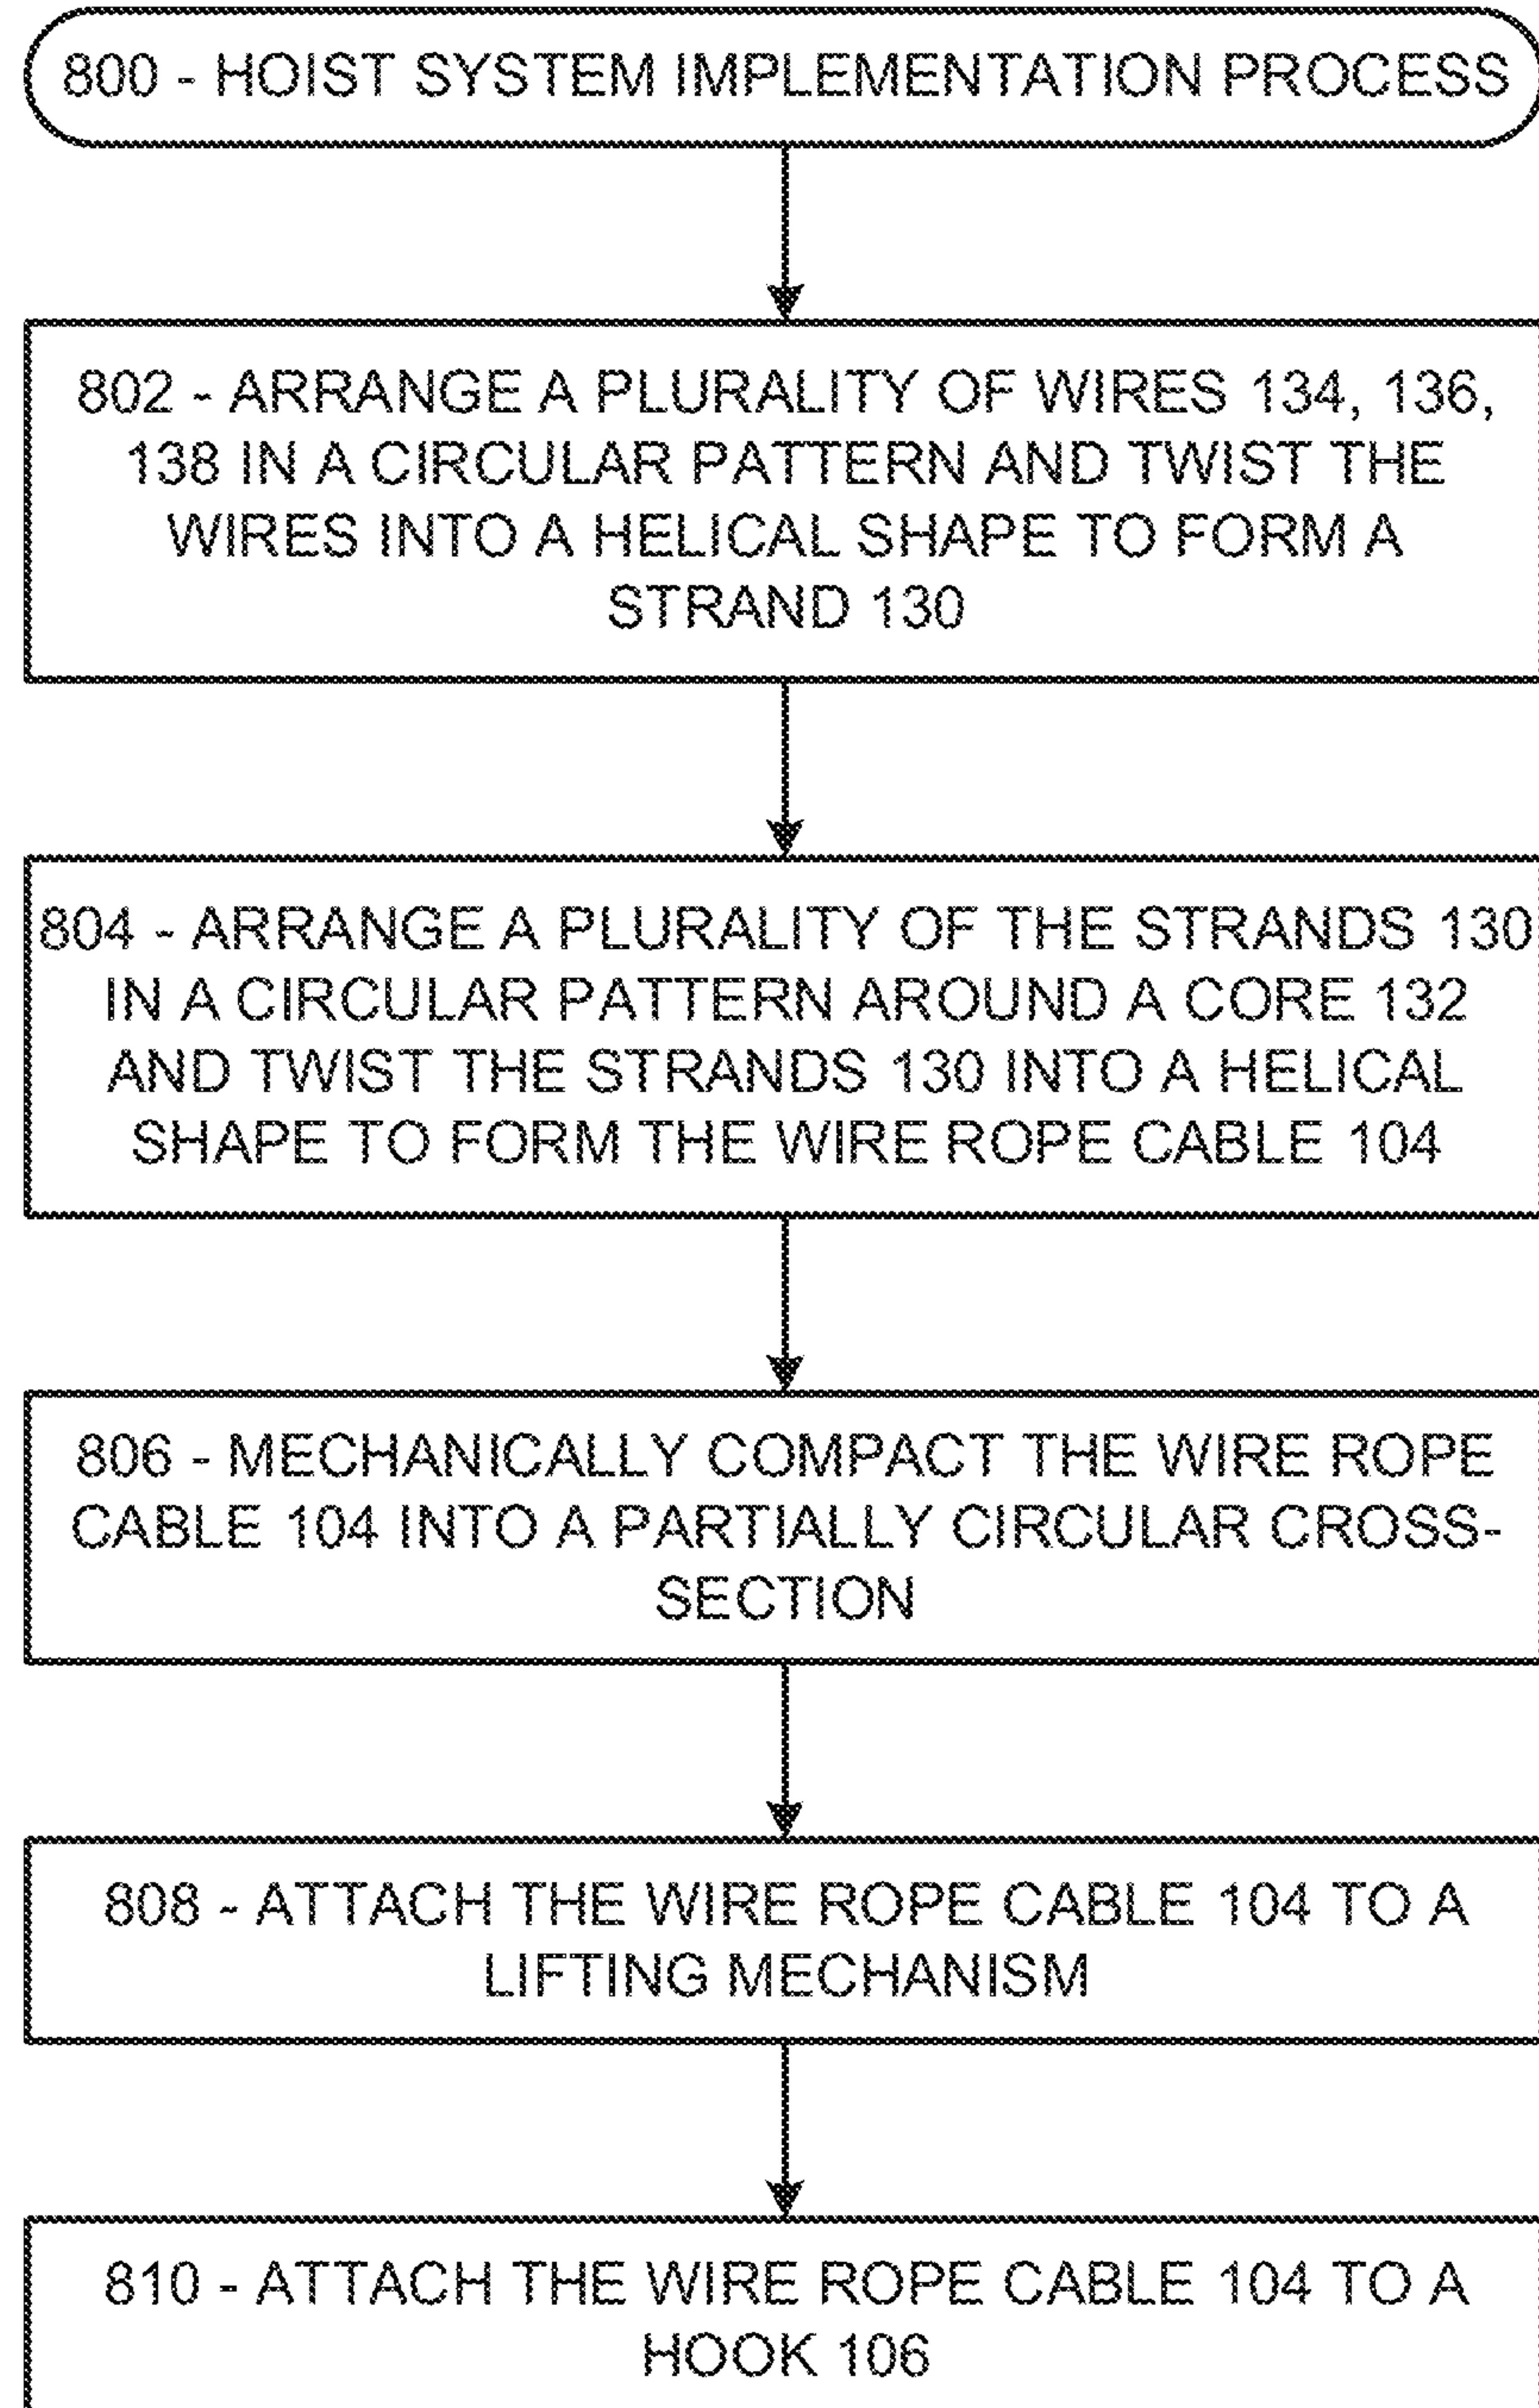 800 - HOIST SYSTEM IMPLEMENTATION PROCESS
802 - ARRANGE A PLURALITY OF WIRES 134, 136,
138 IN A CIRCULAR PATTERN AND TWIST THE
WIRES INTO A HELICAL SHAPE TO FORM A
STRAND 130
804 - ARRANGE A PLURALITY OF THE STRANDS 130
IN A CIRCULAR PATTERN AROUND A CORE 132
AND TWIST THE STRANDS 130 INTO A HELICAL
SHAPE TO FORM THE WIRE ROPE CABLE 104
806 - MECHANICALLY COMPACT THE WIRE ROPE
CABLE 104 INTO A PARTIALLY CIRCULAR CROSS-
SECTION
808 - ATTACH THE WIRE ROPE CABLE 104 TO A
LIFTING MECHANISM
810 - ATTACH THE WIRE ROPE CABLE 104 TO A
HOOK 106